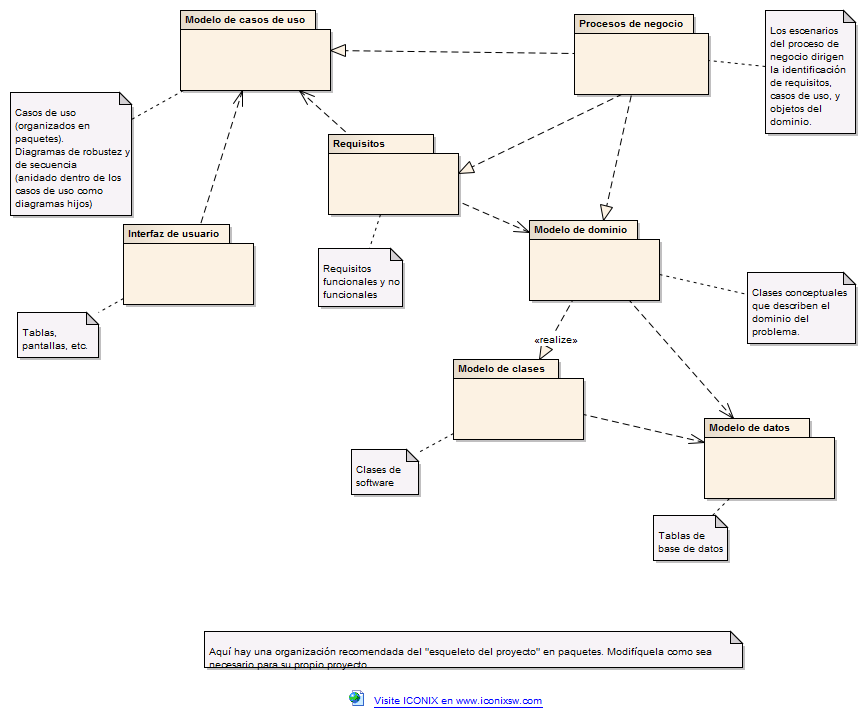 Modelo de casos de uso
Procesos de negocio
Los escenarios
del proceso de
negocio dirigen
la identificación
de requisitos,
casos de uso, y
objetos del
dominio.
Casos de uso
(organizados en
paquetes).
Diagramas de robustez y
de secuencia
(anidado dentro de los
casos de uso como
diagramas hijos)
Requisitos
Interfaz de usuario
Modelo de dominio
Requisitos
funcionales y no
funcionales
Clases conceptuales
que describen el
dominio del
problema.
Tablas,
pantallas, etc.
«realize»
Modelo de clases
Modelo de datos
Clases de
software
Tablas de
base de datos
Aquí hay una organización recomendada del "esqueleto del proyecto" en paquetes. Modifíquela como sea
necesario para su propio proyecto
Visite ICONIX en www.iconixsw.com